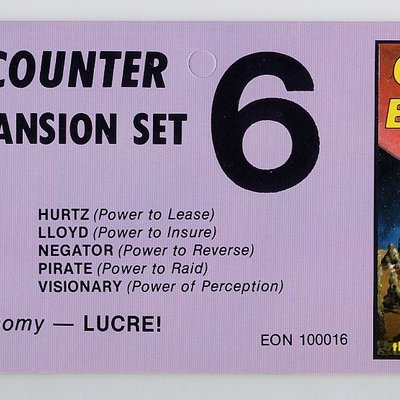 COUNTER
ANSION SET
6
HURTZ (Power to Lease)
LLOYD (Power to Insure)
NEGATOR (Power to Reverse)
PIRATE (Power to Raid)
VISIONARY (Power of Perception)
nomy — LUCRE!
EON 100016